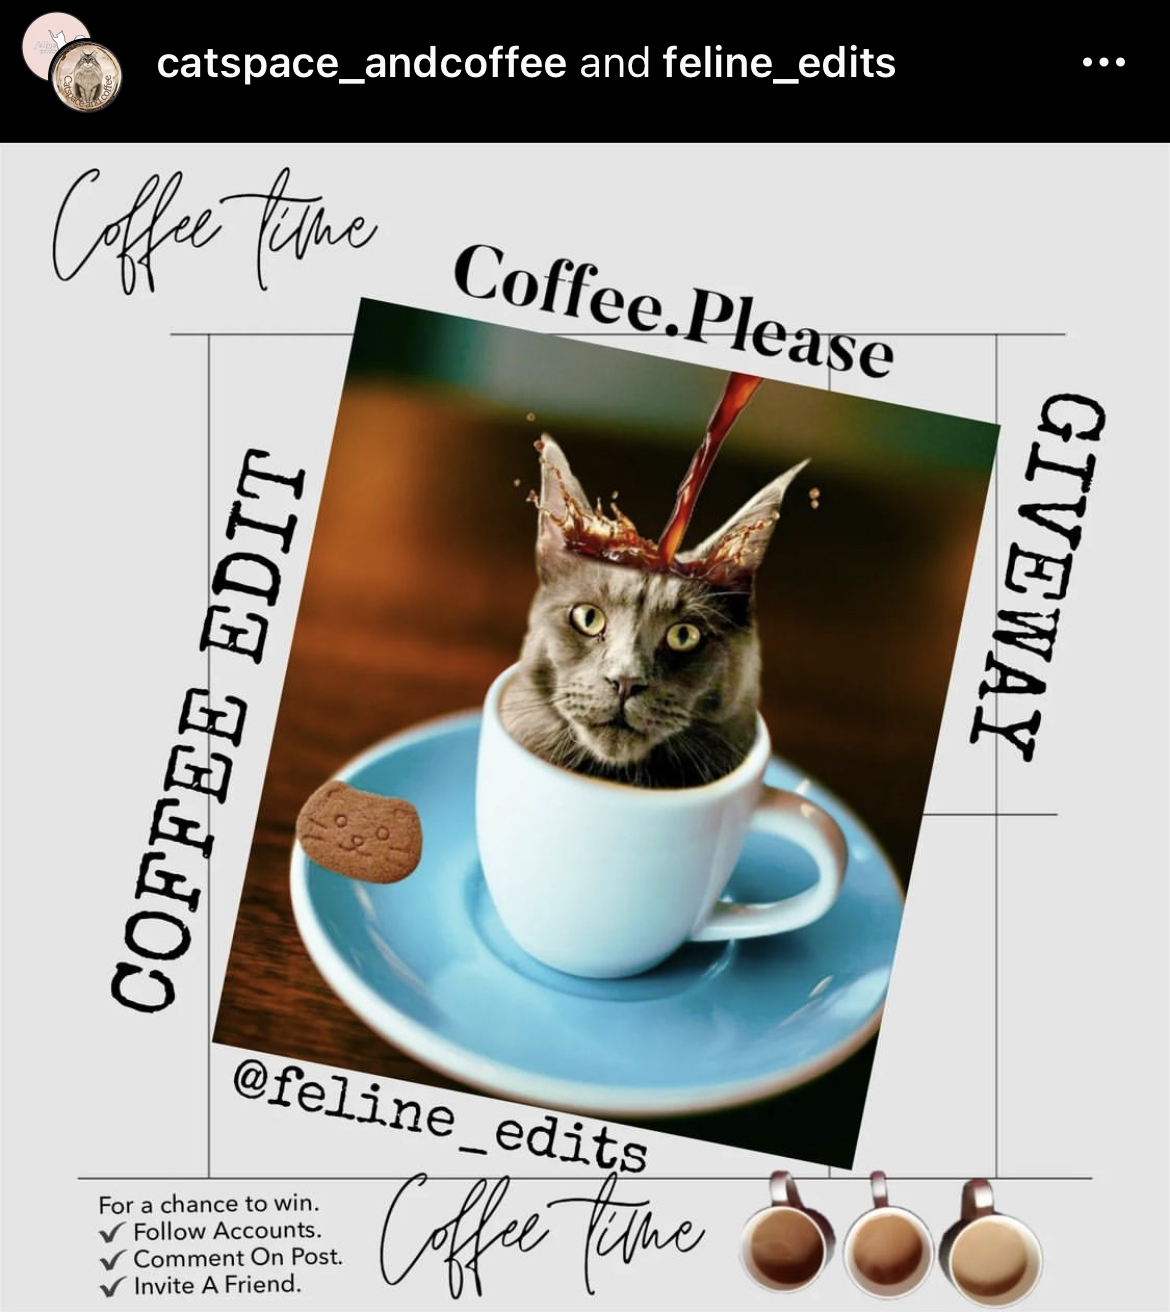 catspace_andcoffee and feline_edits
Coffee time
Coffee.Please
COFFEE EDIT
GIVEWAY
@feline_edits
For a chance to win.
✔ Follow Accounts.
✔ Comment On Post.
✔ Invite A Friend.
Coffee time